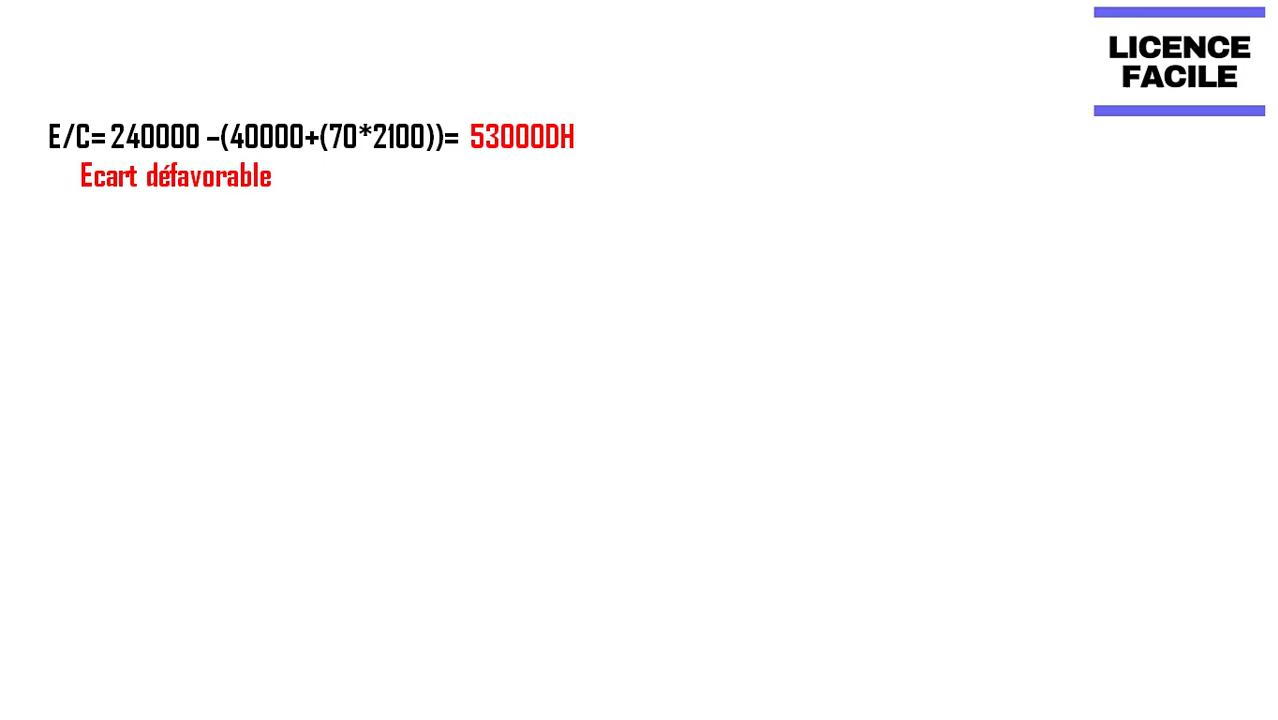 LICENCE
FACILE
E/C= 240000 –(40000+(70*2100))= 53000DH
Ecart défavorable